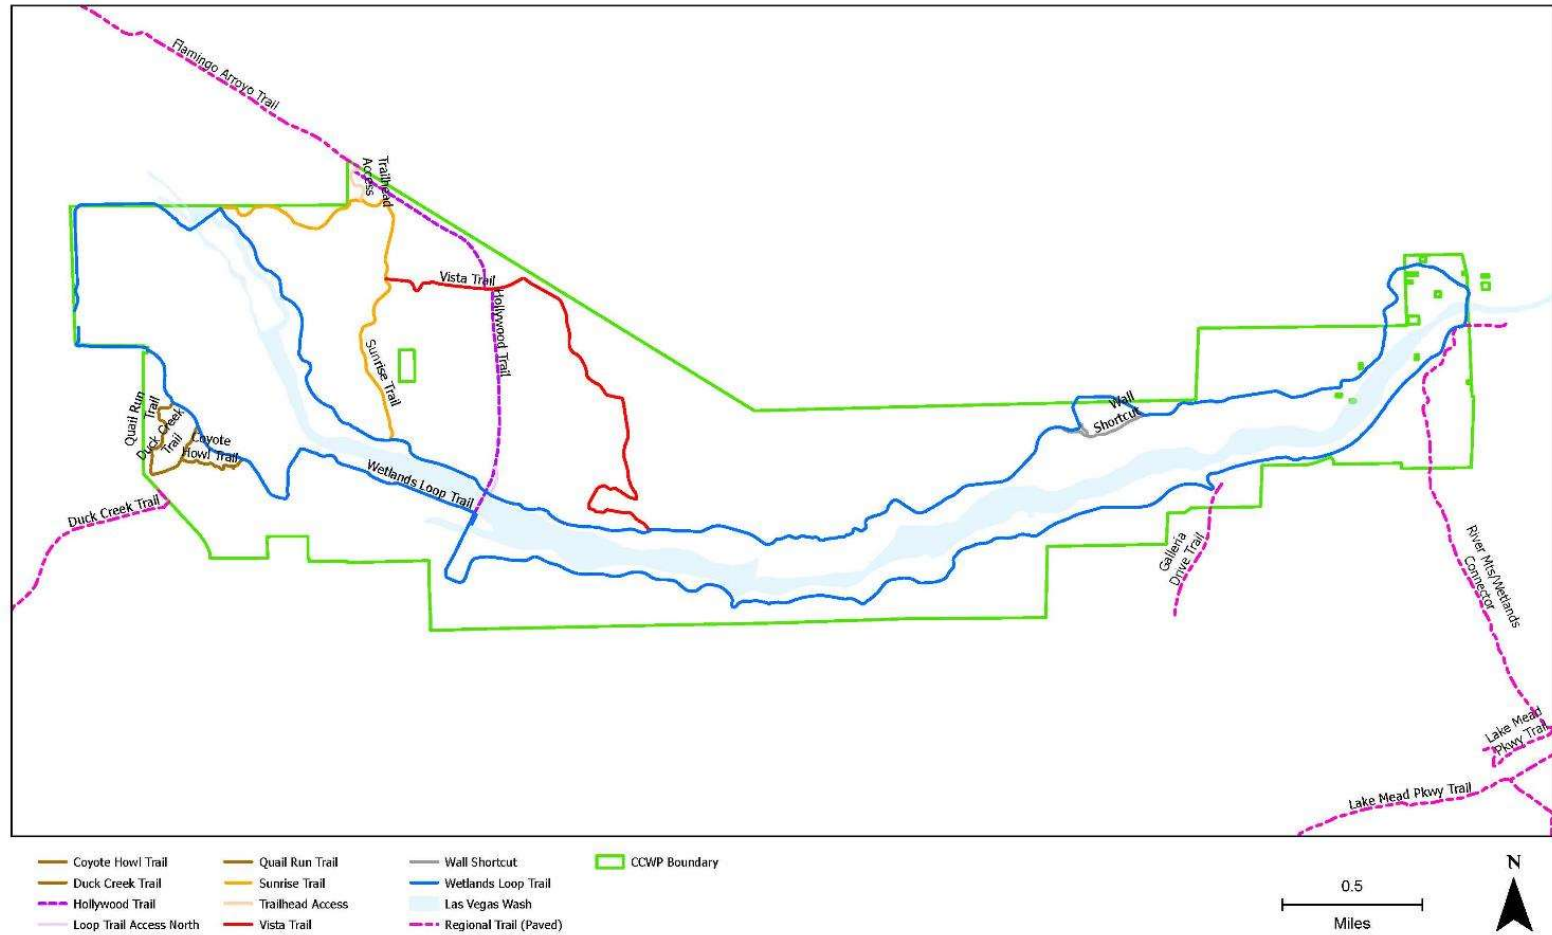 Flamingo Arroyo Trail
Trailhead
Access
Vista Trail
Hollywood Trail
Sunrise Trail
Quail Run
Trail
Duck Creek
Trail
Coyote
Howl Trail
Wetlands Loop Trail
Duck Creek Trail
Wall
Shortcut
Galleria
Drive Trail
River Mts/Wetlands
Connector
Lake Mead
Pkwy Trail
Lake Mead Pkwy Trail
Coyote Howl Trail
Duck Creek Trail
Hollywood Trail
Loop Trail Access North
Quail Run Trail
Sunrise Trail
Trailhead Access
Vista Trail
Wall Shortcut
Wetlands Loop Trail
Las Vegas Wash
Regional Trail (Paved)
CCWP Boundary
0.5
Miles
N